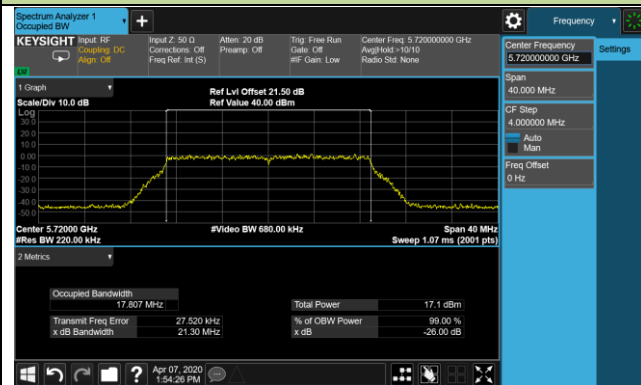 Spectrum Analyzer 1
Occupied BW
+
Frequency
KEYSIGHT
Input: RF
Coupling: DC
Align: Off
Input Z: 50 Ω
Corrections: Off
Freq Ref: Int (S)
Atten: 20 dB
Preamp: Off
Trig: Free Run
Gate: Off
#IF Gain: Low
Center Freq: 5.720000000 GHz
Avg|Hold:>10/10
Radio Std: None
LXI
Center Frequency
5.720000000 GHz
Settings
Span
40.000 MHz
CF Step
4.000000 MHz
Auto
Man
Freq Offset
0 Hz
1 Graph
Scale/Div 10.0 dB
Ref Lvl Offset 21.50 dB
Ref Value 40.00 dBm
Log
30.0
20.0
10.0
0.00
-10.0
-20.0
-30.0
-40.0
-50.0
Center 5.72000 GHz
#Res BW 220.00 kHz
#Video BW 680.00 kHz
Span 40 MHz
Sweep 1.07 ms (2001 pts)
2 Metrics
Occupied Bandwidth
17.807 MHz
Total Power 17.1 dBm
Transmit Freq Error 27.520 kHz
% of OBW Power 99.00 %
x dB Bandwidth 21.30 MHz
x dB -26.00 dB
?
Apr 07, 2020
1:54:26 PM